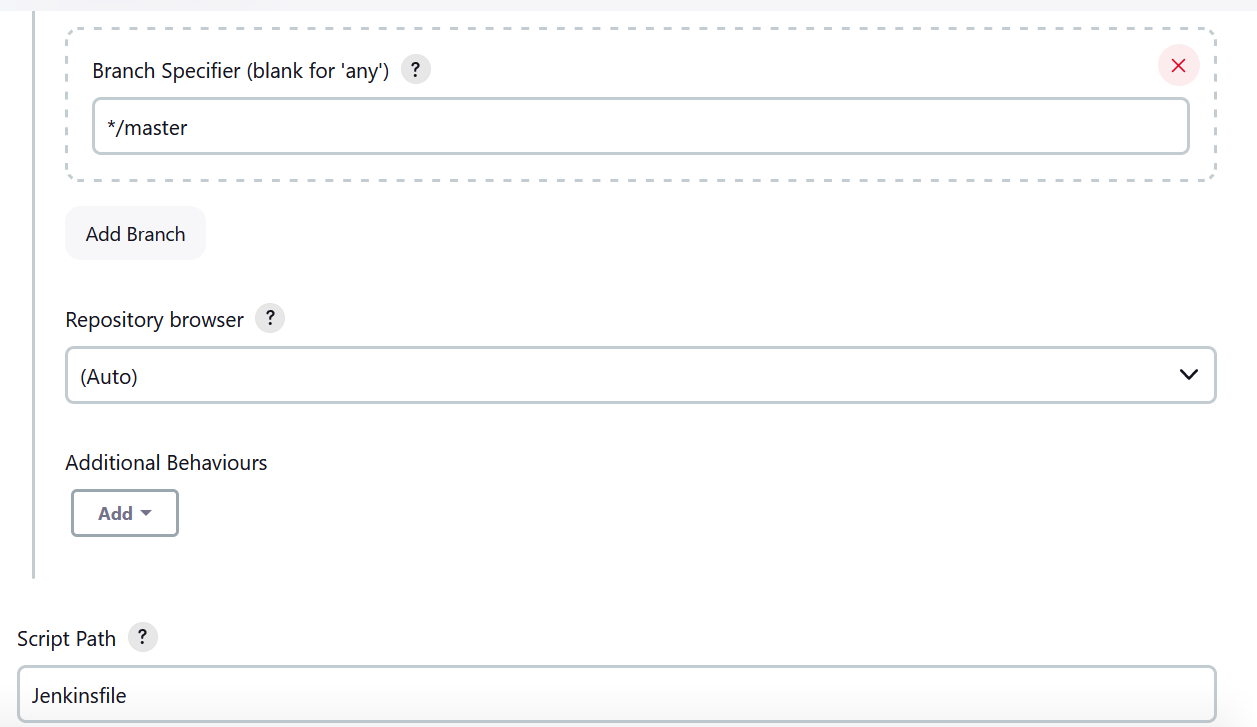 Branch Specifier (blank for 'any') ?
*/master
Add Branch
Repository browser ?
(Auto)
Additional Behaviours
Add
Script Path ?
Jenkinsfile